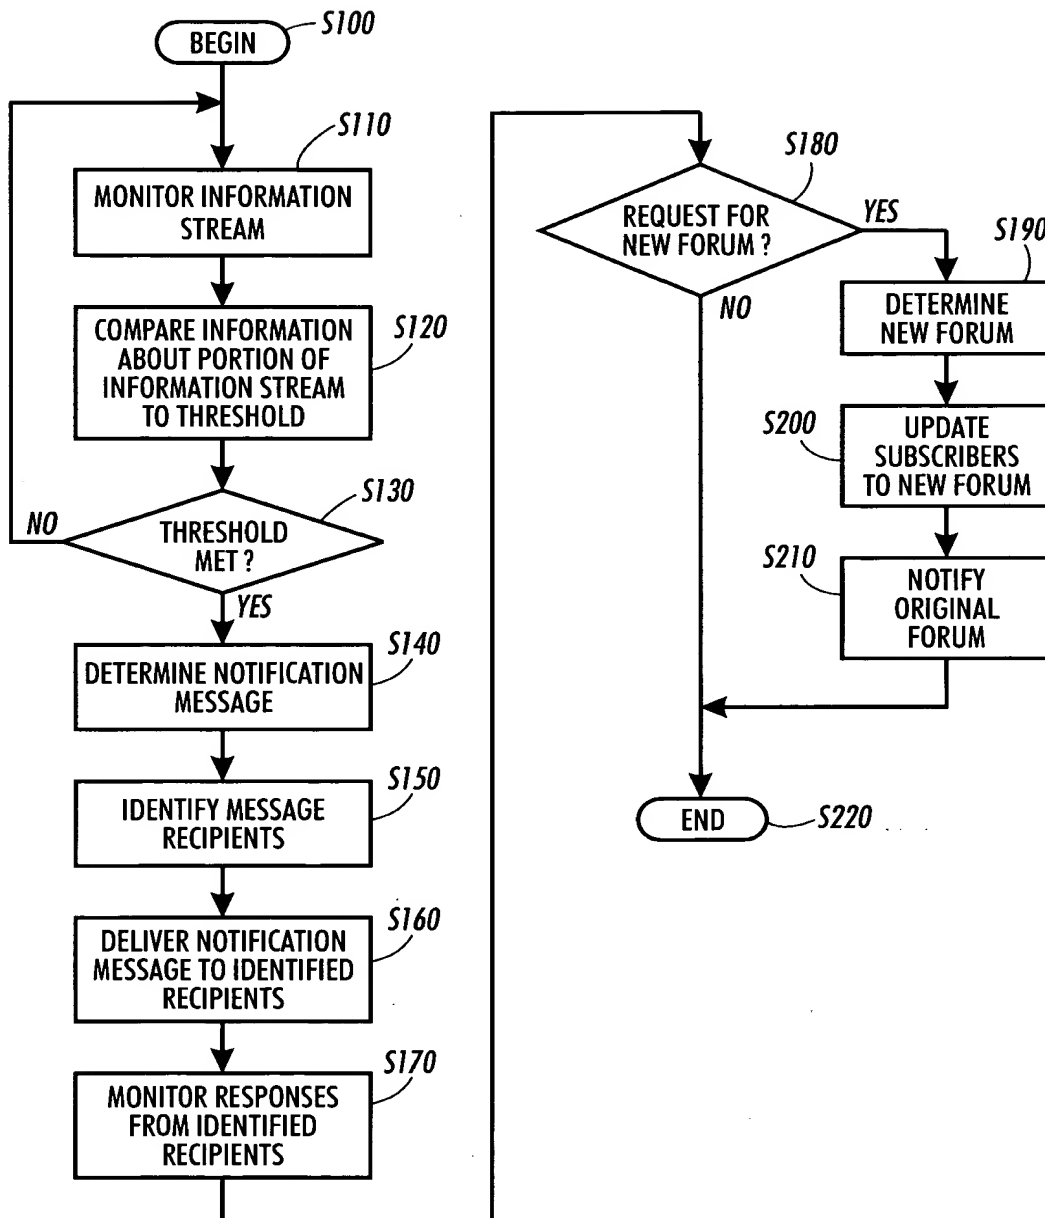 BEGIN
S100
S110
MONITOR INFORMATION
STREAM
S120
COMPARE INFORMATION
ABOUT PORTION OF
INFORMATION STREAM
TO THRESHOLD
S130
NO
THRESHOLD
MET ?
YES
S140
DETERMINE NOTIFICATION
MESSAGE
S150
IDENTIFY MESSAGE
RECIPIENTS
S160
DELIVER NOTIFICATION
MESSAGE TO IDENTIFIED
RECIPIENTS
S170
MONITOR RESPONSES
FROM IDENTIFIED
RECIPIENTS
S180
REQUEST FOR
NEW FORUM ?
YES
NO
S190
DETERMINE
NEW FORUM
S200
UPDATE
SUBSCRIBERS
TO NEW FORUM
S210
NOTIFY
ORIGINAL
FORUM
END
S220